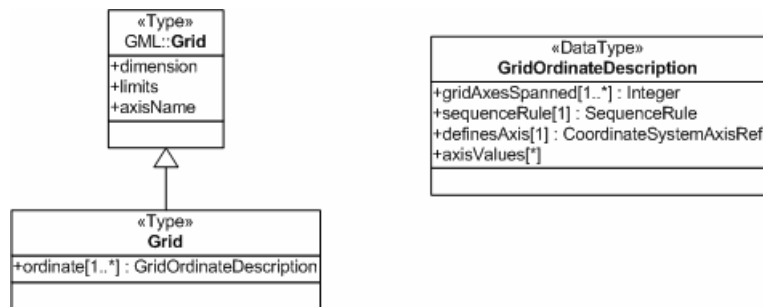 «Type»
GML::Grid
+dimension
+limits
+axisName
«Type»
Grid
+ordinate[1..*] : GridOrdinateDescription
«DataType»
GridOrdinateDescription
+gridAxesSpanned[1..*] : Integer
+sequenceRule[1] : SequenceRule
+definesAxis[1] : CoordinateSystemAxisRef
+axisValues[*]